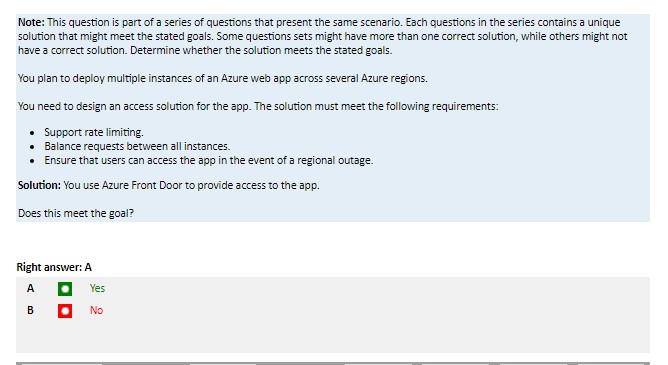 Note: This question is part of a series of questions that present the same scenario. Each questions in the series contains a unique
solution that might meet the stated goals. Some questions sets might have more than one correct solution, while others might not
have a correct solution. Determine whether the solution meets the stated goals.
You plan to deploy multiple instances of an Azure web app across several Azure regions.
You need to design an access solution for the app. The solution must meet the following requirements:
• Support rate limiting.
• Balance requests between all instances.
• Ensure that users can access the app in the event of a regional outage.
Solution: You use Azure Front Door to provide access to the app.
Does this meet the goal?
Right answer: A
A Yes
B No